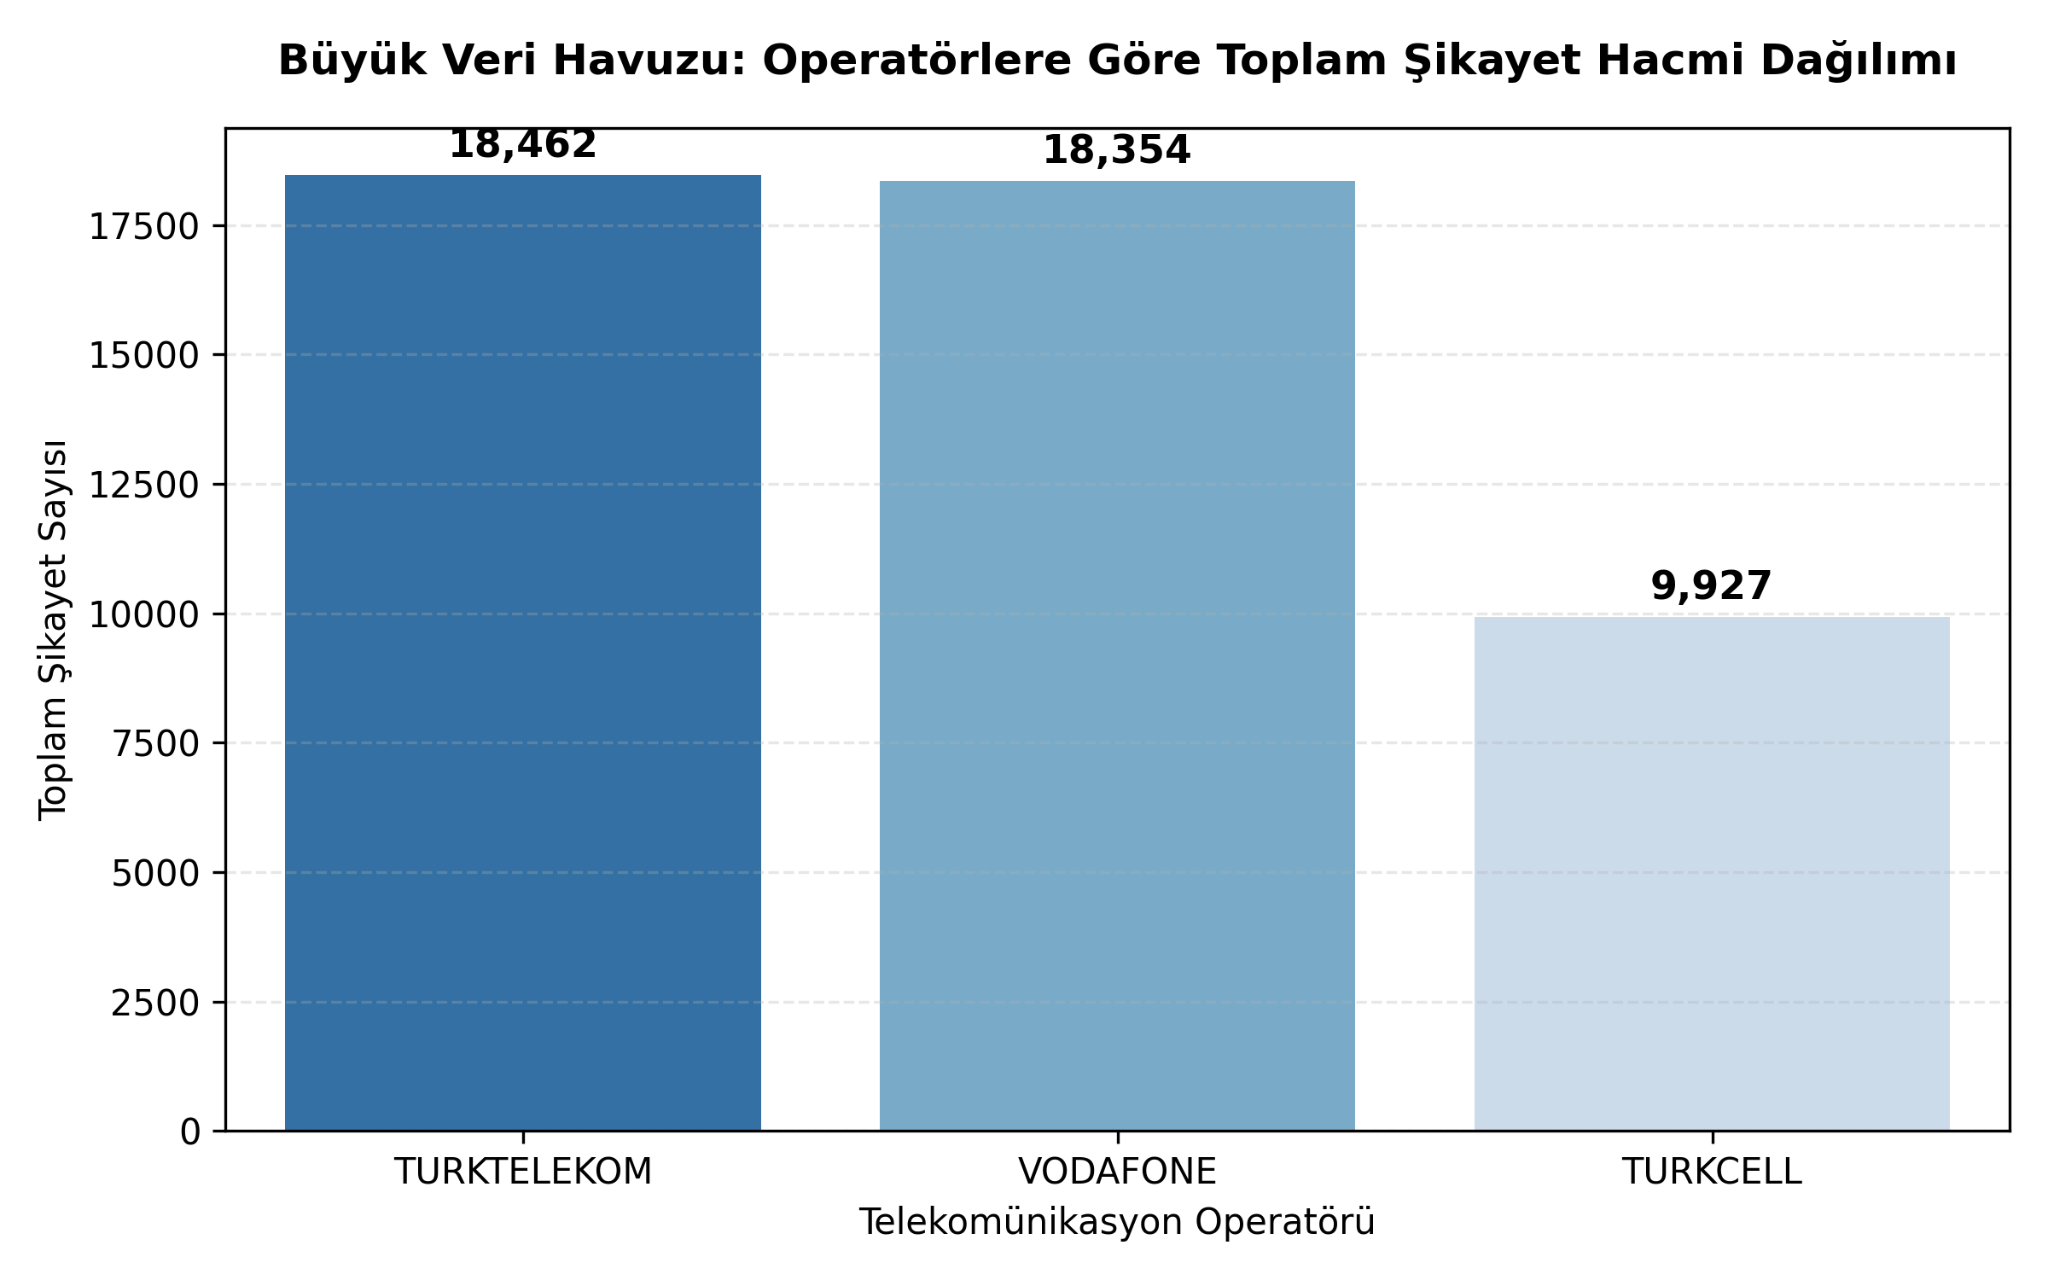 Büyük Veri Havuzu: Operatörlere Göre Toplam Şikayet Hacmi Dağılımı
18,462
18,354
9,927
Toplam Şikayet Sayısı
17500
15000
12500
10000
7500
5000
2500
0
TURKTELEKOM
VODAFONE
TURKCELL
Telekomünikasyon Operatörü